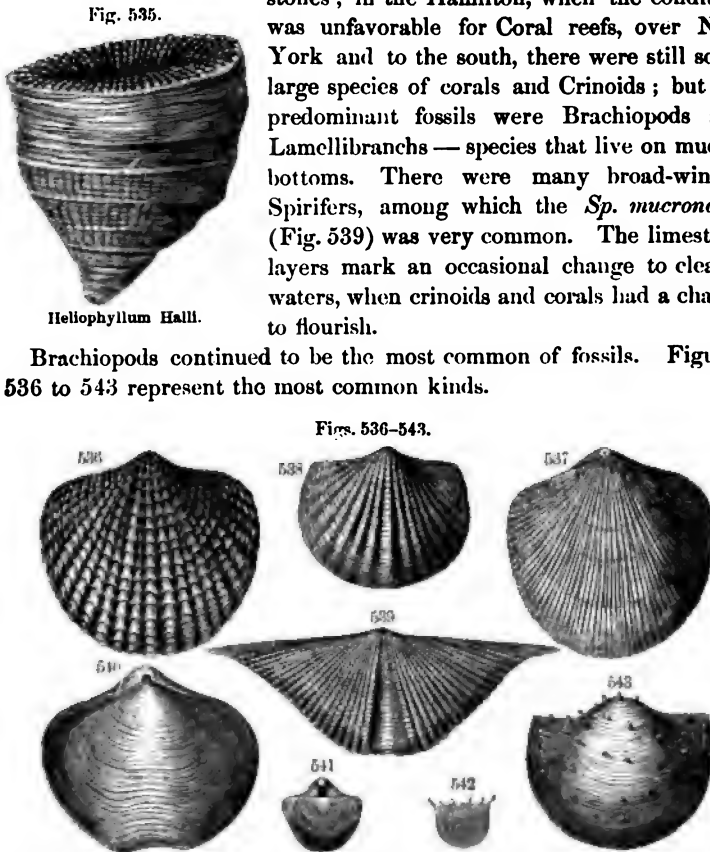 Fig. 535.
stones ; in the Hamilton, when the condit
was unfavorable for Coral reefs, over N
York and to the south, there were still so
large species of corals and Crinoids ; but
predominant fossils were Brachiopods
Lamellibranchs — species that live on mud
bottoms. There were many broad-win
Spirifers, among which the Sp. mucron
(Fig. 539) was very common. The limest
layers mark an occasional change to clea
waters, when crinoids and corals had a cha
to flourish.
Heliophyllum Halli.
Brachiopods continued to be the most common of fossils. Figu
536 to 543 represent the most common kinds.
Figs. 536–543.
536
538
537
539
540
543
541
542